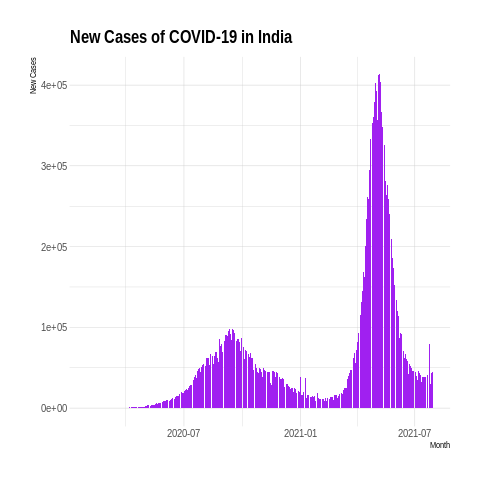 New Cases of COVID-19 in India
New Cases
4e+05
3e+05
2e+05
1e+05
0e+00
2020-07 2021-01 2021-07
Month